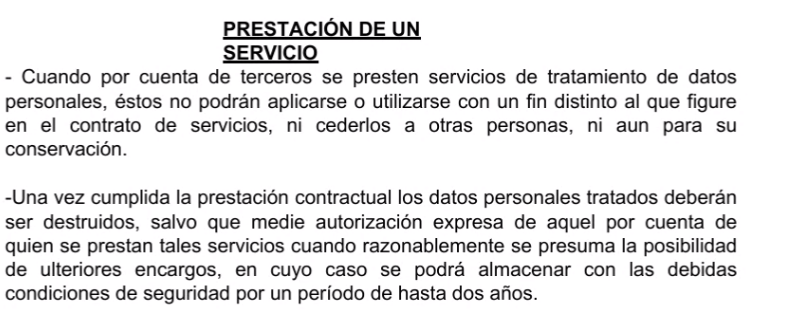 PRESTACIÓN DE UN
SERVICIO
- Cuando por cuenta de terceros se presten servicios de tratamiento de datos
personales, éstos no podrán aplicarse o utilizarse con un fin distinto al que figure
en el contrato de servicios, ni cederlos a otras personas, ni aun para su
conservación.
-Una vez cumplida la prestación contractual los datos personales tratados deberán
ser destruidos, salvo que medie autorización expresa de aquel por cuenta de
quien se prestan tales servicios cuando razonablemente se presuma la posibilidad
de ulteriores encargos, en cuyo caso se podrá almacenar con las debidas
condiciones de seguridad por un período de hasta dos años.